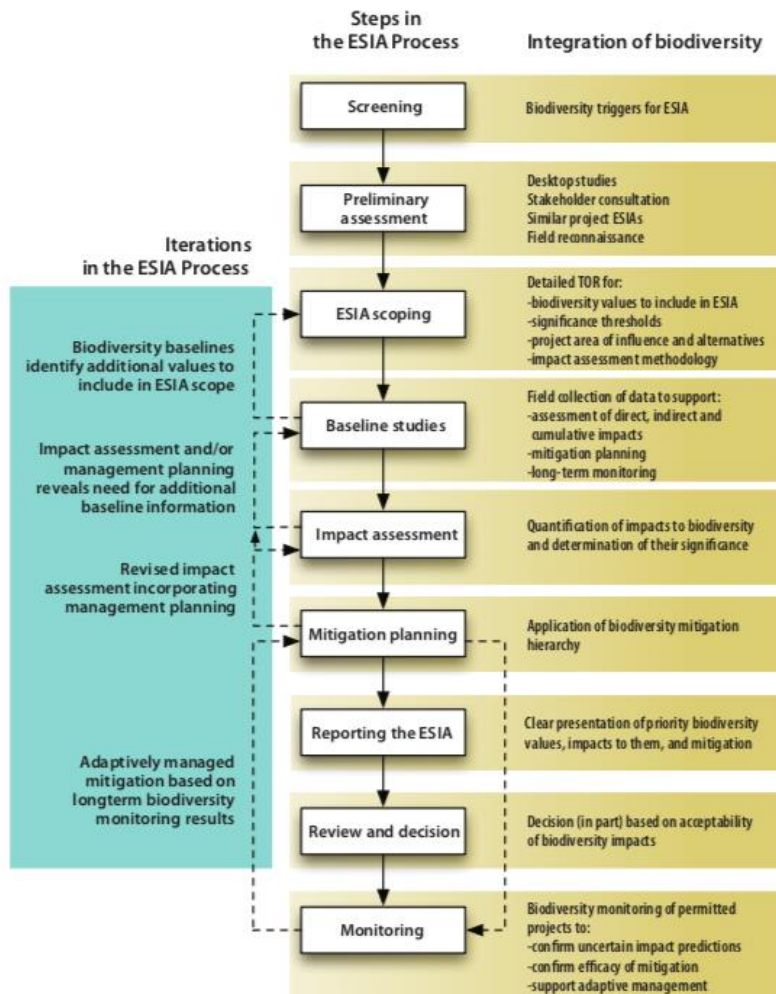 Steps in
the ESIA Process
Integration of biodiversity
Screening
Biodiversity triggers for ESIA
Preliminary
assessment
Desktop studies
Stakeholder consultation
Similar project ESIAs
Field reconnaissance
Iterations
in the ESIA Process
ESIA scoping
Detailed TOR for:
-biodiversity values to include in ESIA
-significance thresholds
-project area of influence and alternatives
-impact assessment methodology
Biodiversity baselines
identify additional values to
include in ESIA scope
Baseline studies
Field collection of data to support:
-assessment of direct, indirect and
cumulative impacts
-mitigation planning
-long-term monitoring
Impact assessment and/or
management planning
reveals need for additional
baseline information
Impact assessment
Quantification of impacts to biodiversity
and determination of their significance
Revised impact
assessment incorporating
management planning
Mitigation planning
Application of biodiversity mitigation
hierarchy
Reporting the ESIA
Clear presentation of priority biodiversity
values, impacts to them, and mitigation
Adaptively managed
mitigation based on
longterm biodiversity
monitoring results
Review and decision
Decision (in part) based on acceptability
of biodiversity impacts
Monitoring
Biodiversity monitoring of permitted
projects to:
-confirm uncertain impact predictions
-confirm efficacy of mitigation
-support adaptive management